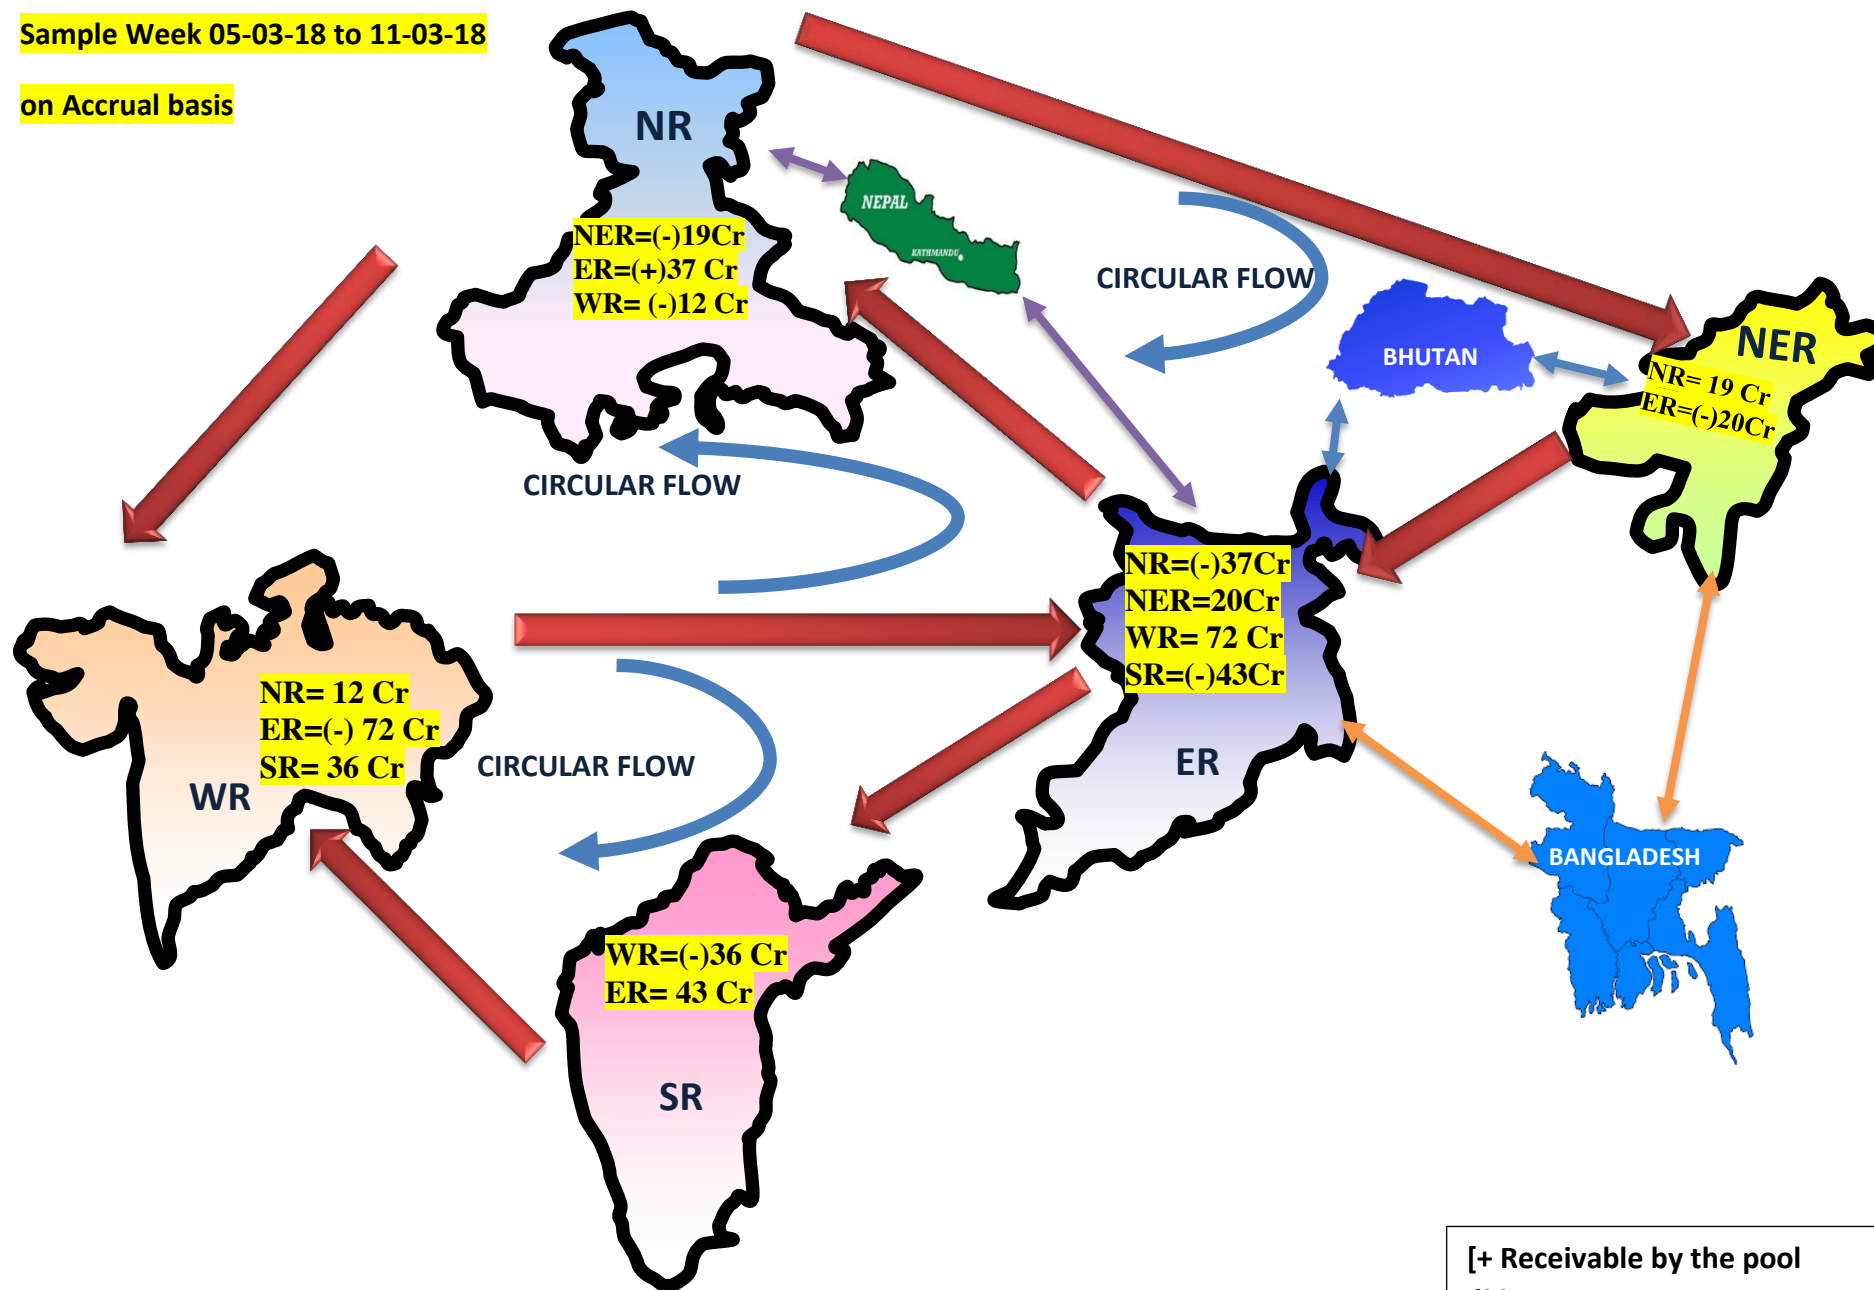 Sample Week 05-03-18 to 11-03-18
on Accrual basis
NR
NER=(-)19Cr
ER=(+)37 Cr
WR= (-)12 Cr
NEPAL
KATHMANDU
CIRCULAR FLOW
BHUTAN
NER
NR= 19 Cr
ER=(-)20Cr
CIRCULAR FLOW
NR=(-)37Cr
NER=20Cr
WR= 72 Cr
SR=(-)43Cr
ER
NR= 12 Cr
ER=(-) 72 Cr
SR= 36 Cr
WR
CIRCULAR FLOW
BANGLADESH
WR=(-)36 Cr
ER= 43 Cr
SR
[+ Receivable by the pool